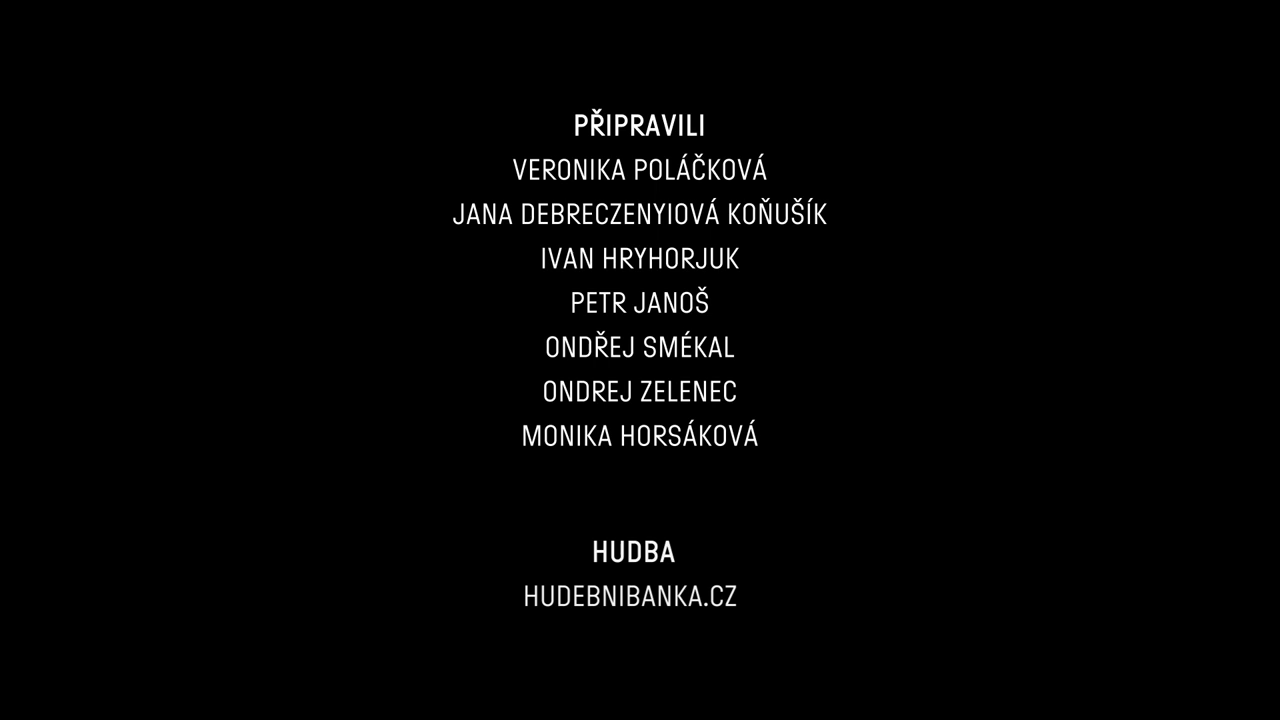 PŘIPRAVILI
VERONIKA POLÁČKOVÁ
JANA DEBRECZENYIOVÁ KOŇUŠÍK
IVAN HRYHORJUK
PETR JANOŠ
ONDŘEJ SMÉKAL
ONDREJ ZELENEC
MONIKA HORSÁKOVÁ
HUDBA
HUDEBNIBANKA.CZ